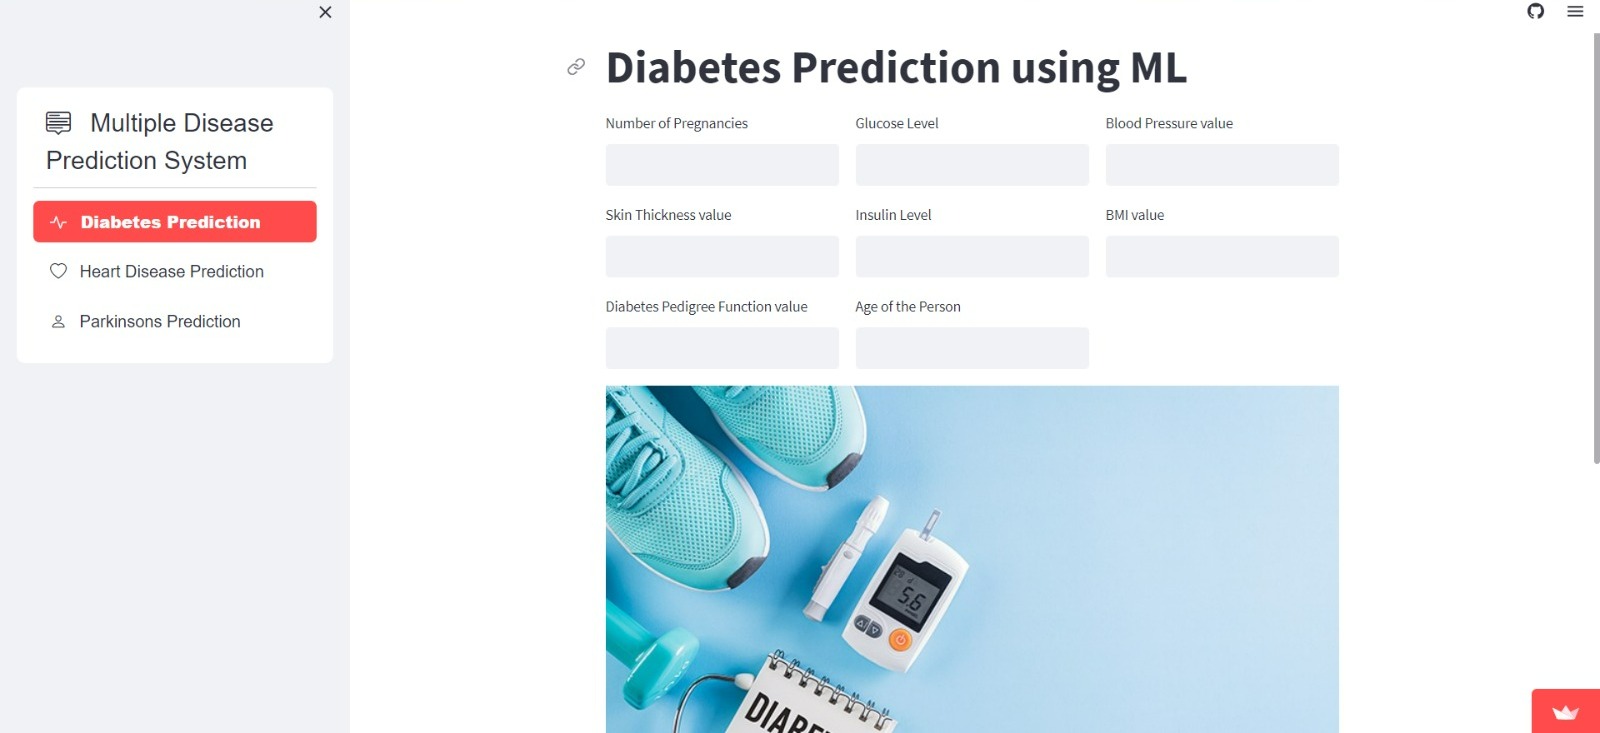 Multiple Disease
Prediction System
Diabetes Prediction
Heart Disease Prediction
Parkinsons Prediction
Diabetes Prediction using ML
Number of Pregnancies
Glucose Level
Blood Pressure value
Skin Thickness value
Insulin Level
BMI value
Diabetes Pedigree Function value
Age of the Person
5.6